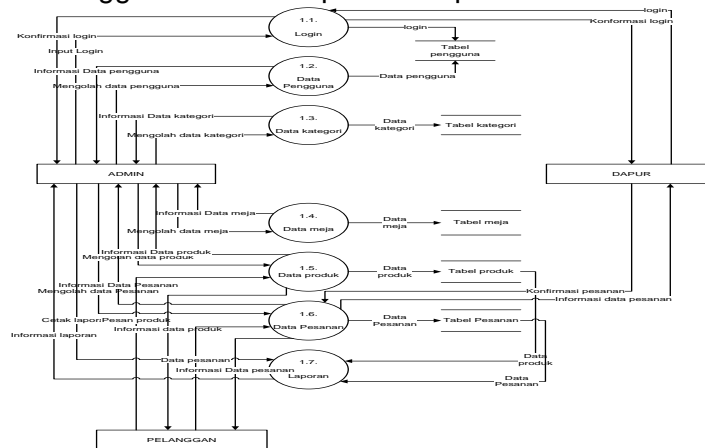 login
1.1.
Login
login
Konformasi login
Konfirmasi login
Input Login
Tabel
pengguna
Informasi Data pengguna
1.2.
Data
Pengguna
Data pengguna
Mengolah data pengguna
Informasi Data kategori
1.3.
Data kategori
Data
kategori
Tabel kategori
Mengolah data kategori
ADMIN
DAPUR
Informasi Data meja
1.4.
Data meja
Data
meja
Tabel meja
Mengolah data meja
Informasi Data produk
Mengolah data produk
1.5.
Data produk
Data
produk
Tabel produk
Informasi Data Pesanan
Mengolah data Pesanan
Konfirmasi pesanan
Informasi data pesanan
1.6.
Data Pesanan
Data
Pesanan
Tabel Pesanan
Cetak lapor
Pesan produk
Informasi data produk
Informasi laporan
Data pesanan
1.7.
Laporan
Data
produk
Informasi Data pesanan
Data
Pesanan
PELANGGAN